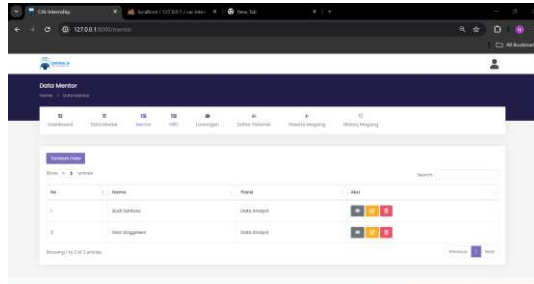 CAI-Internship
localhost / 127.0.0.1 / cai-inter
New Tab
127.0.0.1:8000/mentor
All Bookmar
Data Mentor
Home
Data Mentor
Dashboard Data Master Mentor HRD Lowongan Daftar Pelamar Peserta Magang History Magang
Tambah Data
Show entries
Search:
No Nama Posisi Aksi
1 Budi Santoso Data Analyst
2 Dian Anggraeni Data Analyst
Showing 1 to 2 of 2 entries
Previous 1 Next